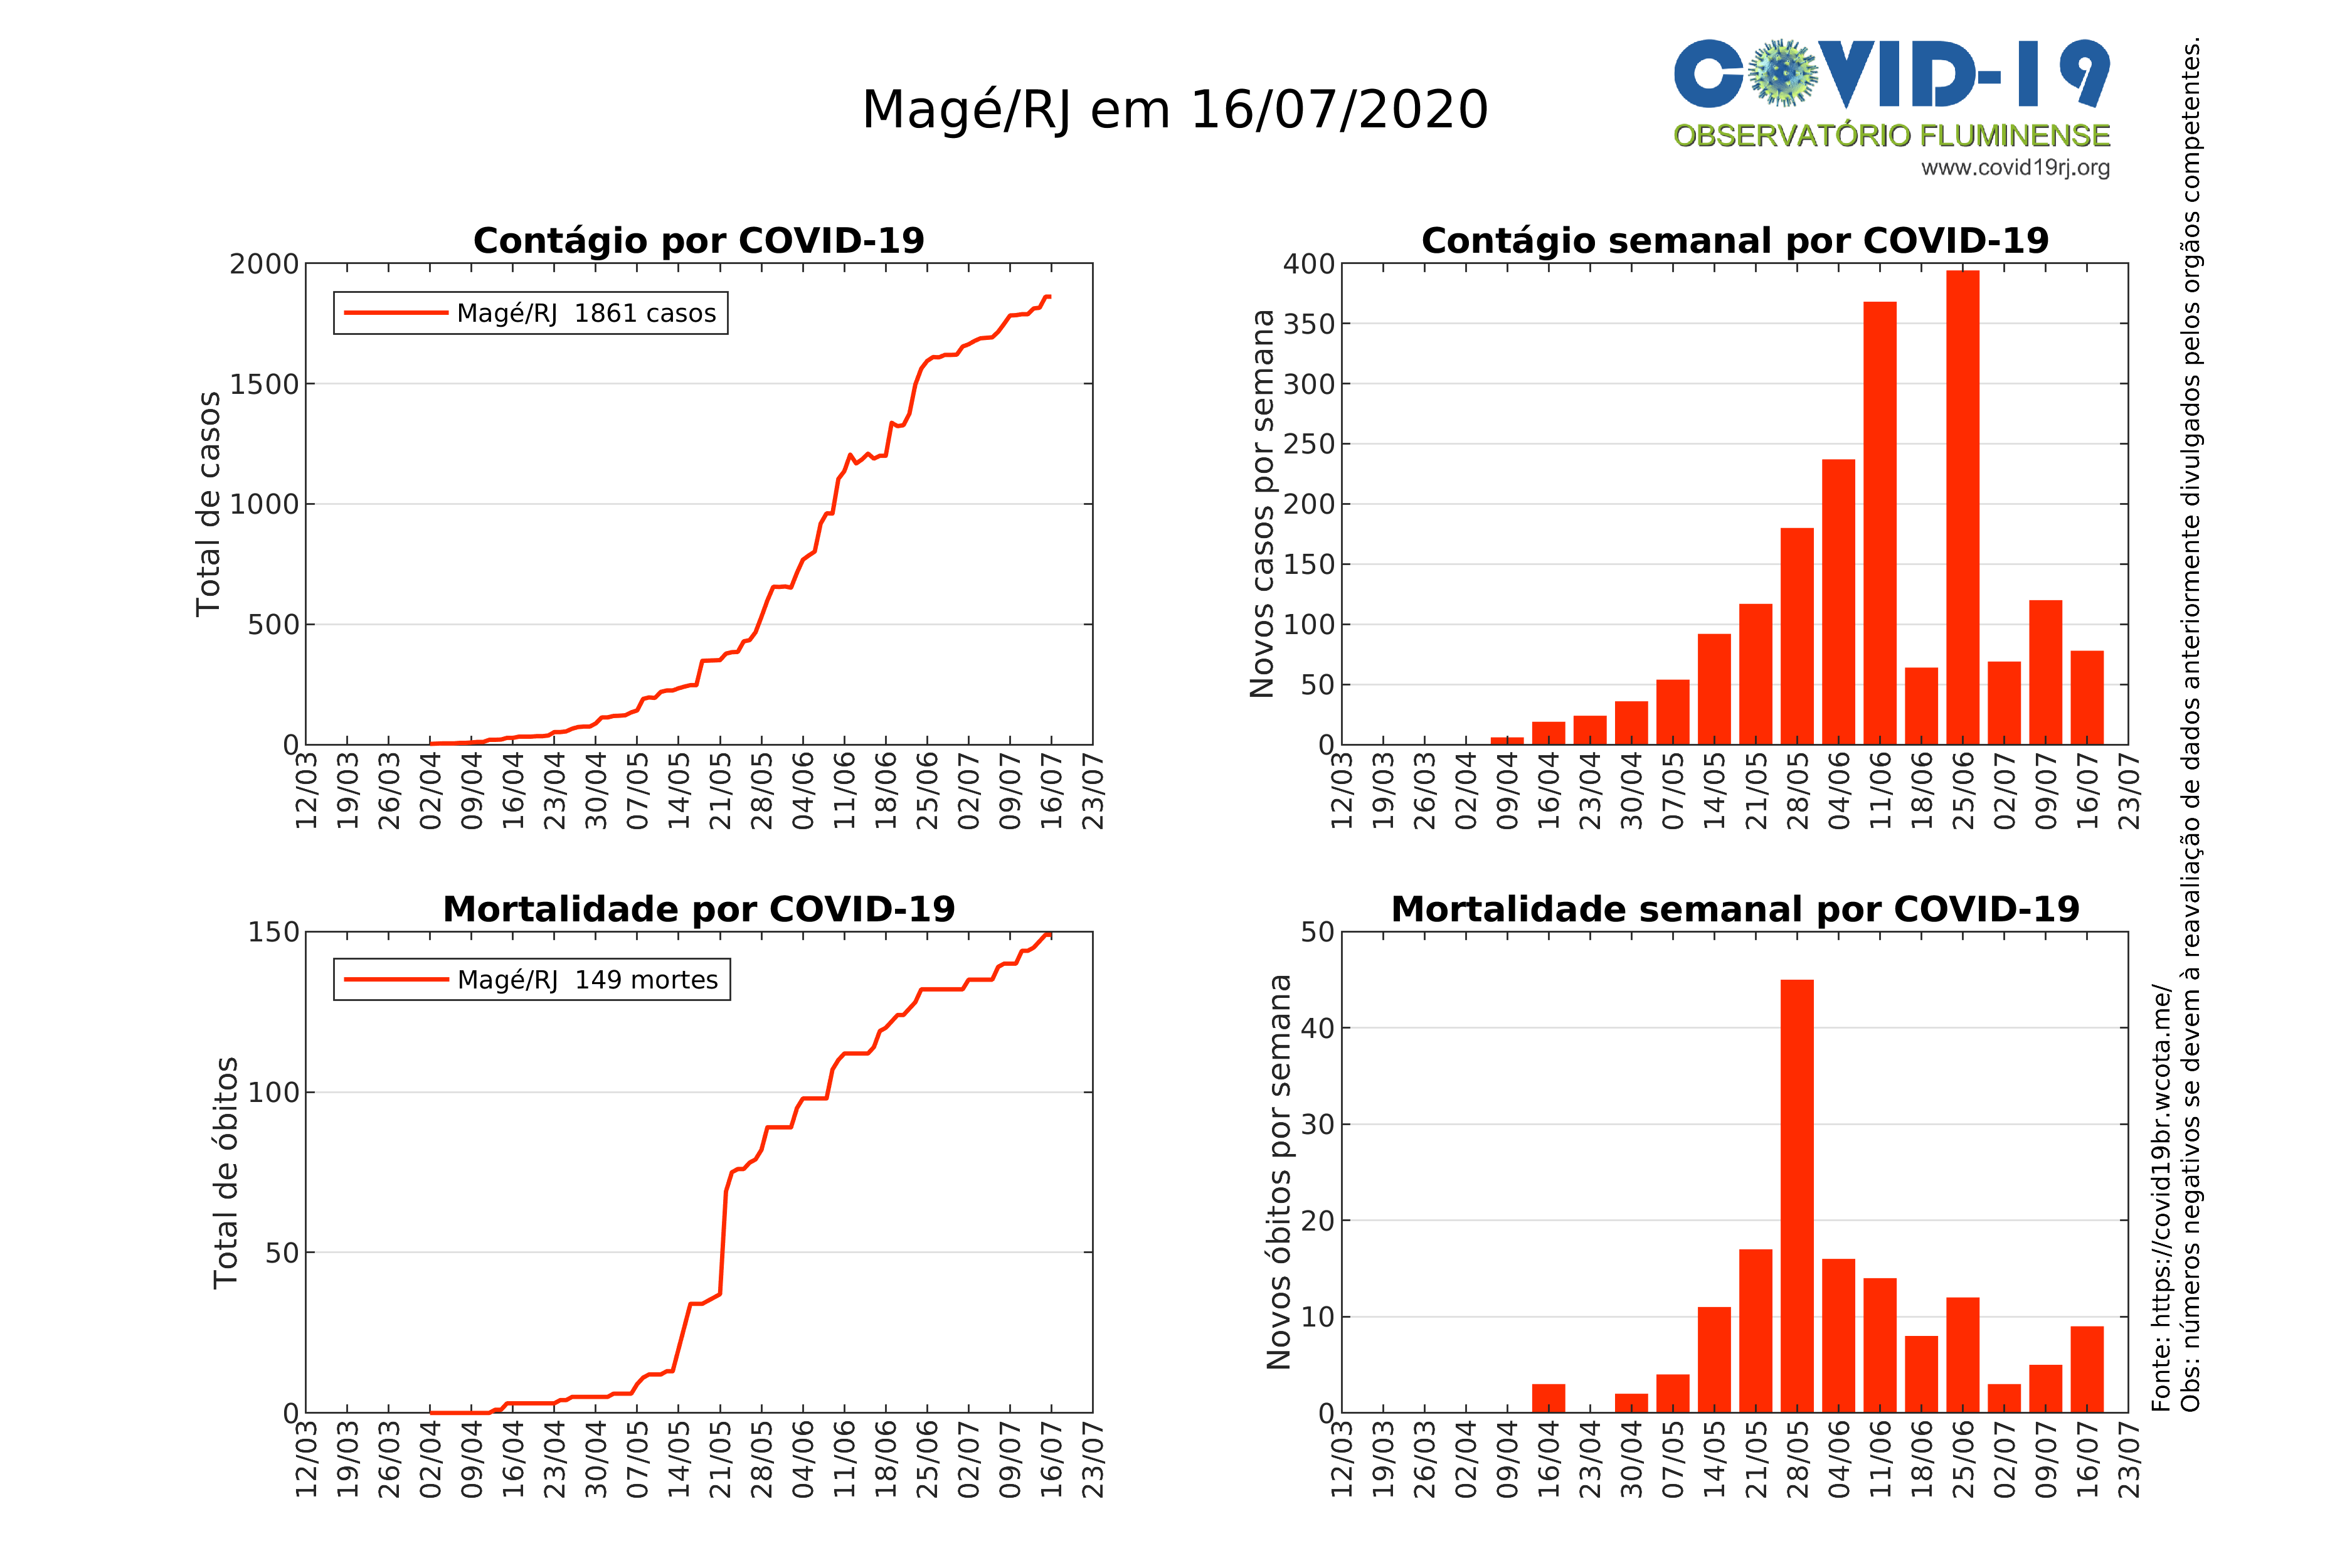 COVID-19
OBSERVATÓRIO FLUMINENSE
www.covid19rj.org
Magé/RJ em 16/07/2020
Contágio por COVID-19
Total de casos
2000
1500
1000
500
0
Magé/RJ 1861 casos
12/03 19/03 26/03 02/04 09/04 16/04 23/04 30/04 07/05 14/05 21/05 28/05 04/06 11/06 18/06 25/06 02/07 09/07 16/07 23/07
Contágio semanal por COVID-19
Novos casos por semana
400
350
300
250
200
150
100
50
0
12/03 19/03 26/03 02/04 09/04 16/04 23/04 30/04 07/05 14/05 21/05 28/05 04/06 11/06 18/06 25/06 02/07 09/07 16/07 23/07
Mortalidade por COVID-19
Total de óbitos
150
100
50
0
Magé/RJ 149 mortes
12/03 19/03 26/03 02/04 09/04 16/04 23/04 30/04 07/05 14/05 21/05 28/05 04/06 11/06 18/06 25/06 02/07 09/07 16/07 23/07
Mortalidade semanal por COVID-19
Novos óbitos por semana
50
40
30
20
10
0
12/03 19/03 26/03 02/04 09/04 16/04 23/04 30/04 07/05 14/05 21/05 28/05 04/06 11/06 18/06 25/06 02/07 09/07 16/07 23/07
Fonte: https://covid19br.wcota.me/
Obs: números negativos se devem à reavaliação de dados anteriormente divulgados pelos orgãos competentes.